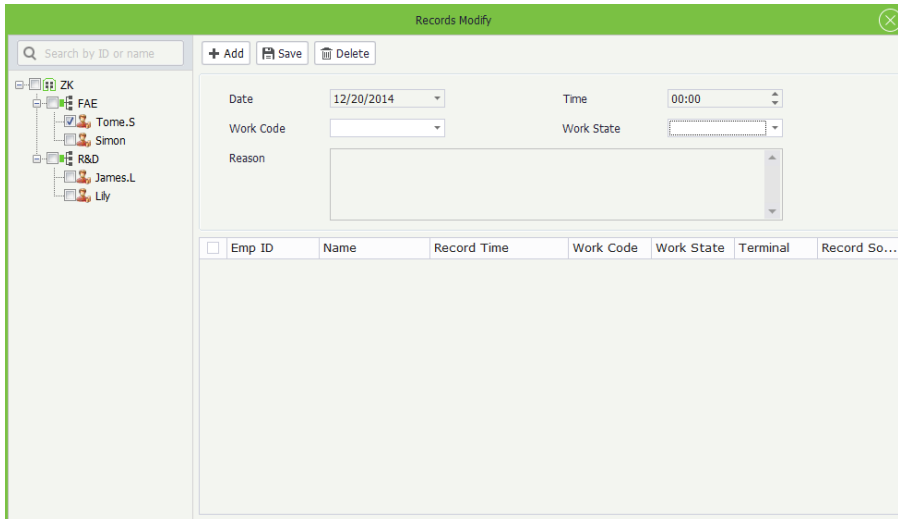 Records Modify
Search by ID or name
Add Save Delete
ZK
FAE
Tome.S
Simon
R&D
James.L
Lily
Date 12/20/2014 Time 00:00
Work Code Work State
Reason
Emp ID Name Record Time Work Code Work State Terminal Record So...